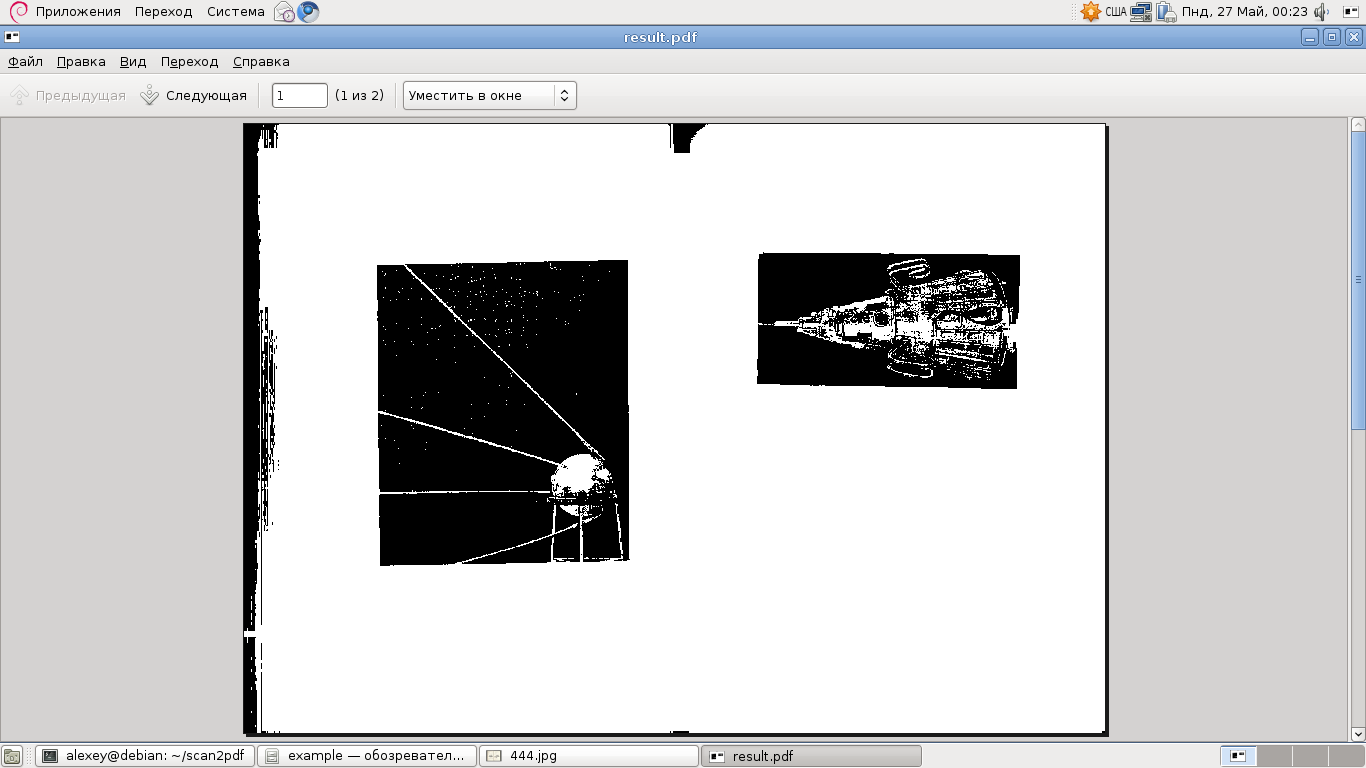 Приложения Переход Система США Пнд, 27 Май, 00:23
result.pdf
Файл Правка Вид Переход Справка
Предыдущая Следующая 1 (1 из 2) Уместить в окне
alexey@debian: ~/scan2pdf example — обозревател... 444.jpg result.pdf